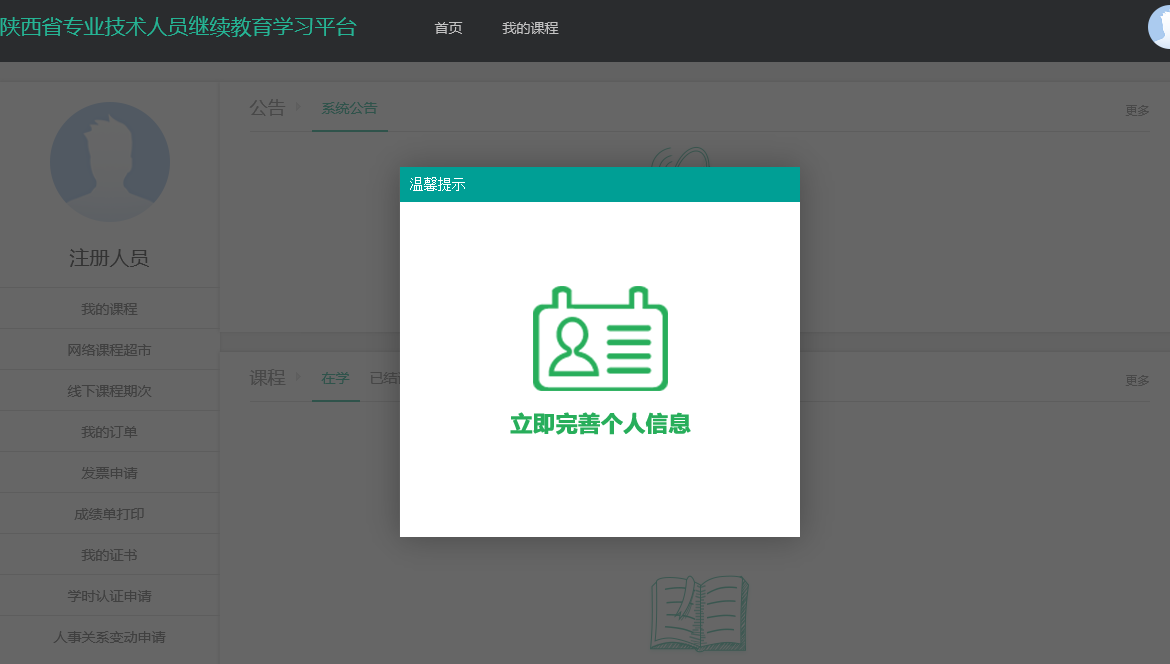 陕西省专业技术人员继续教育学习平台
首页
我的课程
公告
系统公告
更多
温馨提示
注册人员
我的课程
网络课程超市
线下课程期次
我的订单
发票申请
成绩单打印
我的证书
学时认证申请
人事关系变动申请
课程
在学
已结
更多
立即完善个人信息